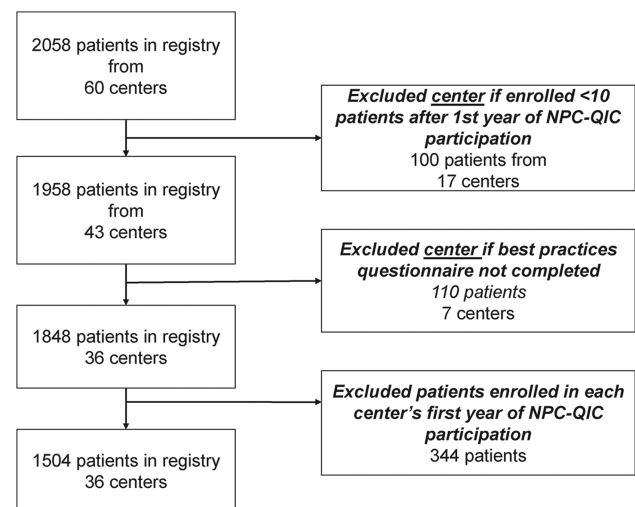 2058 patients in registry
from
60 centers
Excluded center if enrolled <10
patients after 1st year of NPC-QIC
participation
100 patients from
17 centers
1958 patients in registry
from
43 centers
Excluded center if best practices
questionnaire not completed
110 patients
7 centers
1848 patients in registry
36 centers
Excluded patients enrolled in each
center’s first year of NPC-QIC
participation
344 patients
1504 patients in registry
36 centers